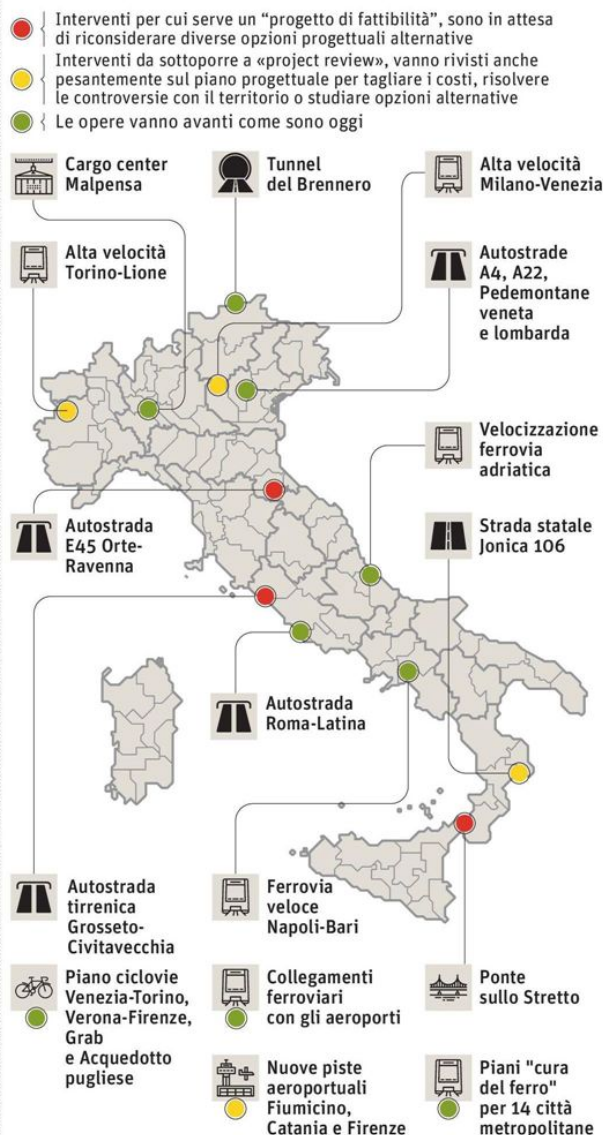 Interventi per cui serve un “progetto di fattibilità”, sono in attesa
di riconsiderare diverse opzioni progettuali alternative
Interventi da sottoporre a «project review», vanno rivisti anche
pesantemente sul piano progettuale per tagliare i costi, risolvere
le controversie con il territorio o studiare opzioni alternative
Le opere vanno avanti come sono oggi
Cargo center
Malpensa
Tunnel
del Brennero
Alta velocità
Milano-Venezia
Alta velocità
Torino-Lione
Autostrade
A4, A22,
Pedemontane
veneta
e lombarda
Velocizzazione
ferrovia
adriatica
Autostrada
E45 Orte-
Ravenna
Strada statale
Jonica 106
Autostrada
Roma-Latina
Autostrada
tirrenica
Grosseto-
Civitavecchia
Ferrovia
veloce
Napoli-Bari
Ponte
sullo Stretto
Piano ciclovie
Venezia-Torino,
Verona-Firenze,
Grab
e Acquedotto
pugliese
Collegamenti
ferroviari
con gli aeroporti
Nuove piste
aeroportuali
Fiumicino,
Catania e Firenze
Piani "cura
del ferro"
per 14 città
metropolitane